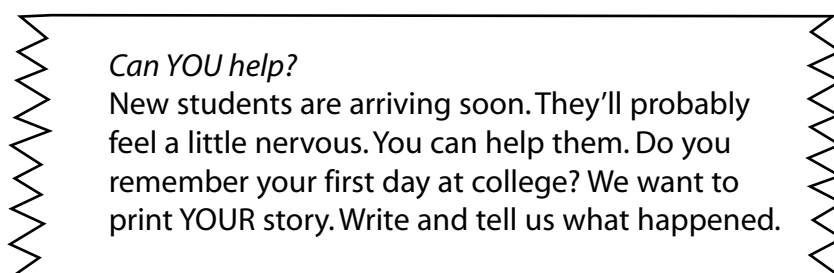 Can YOU help?
New students are arriving soon. They’ll probably
feel a little nervous. You can help them. Do you
remember your first day at college? We want to
print YOUR story. Write and tell us what happened.